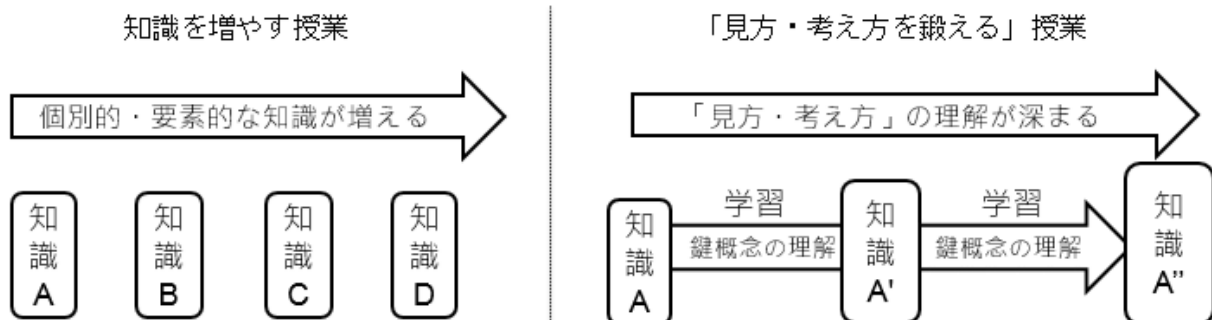 知識を増やす授業
個別的・要素的な知識が増える
知識A
知識B
知識C
知識D
「見方・考え方を鍛える」授業
「見方・考え方」の理解が深まる
知識A
学習
鍵概念の理解
知識A'
学習
鍵概念の理解
知識A”